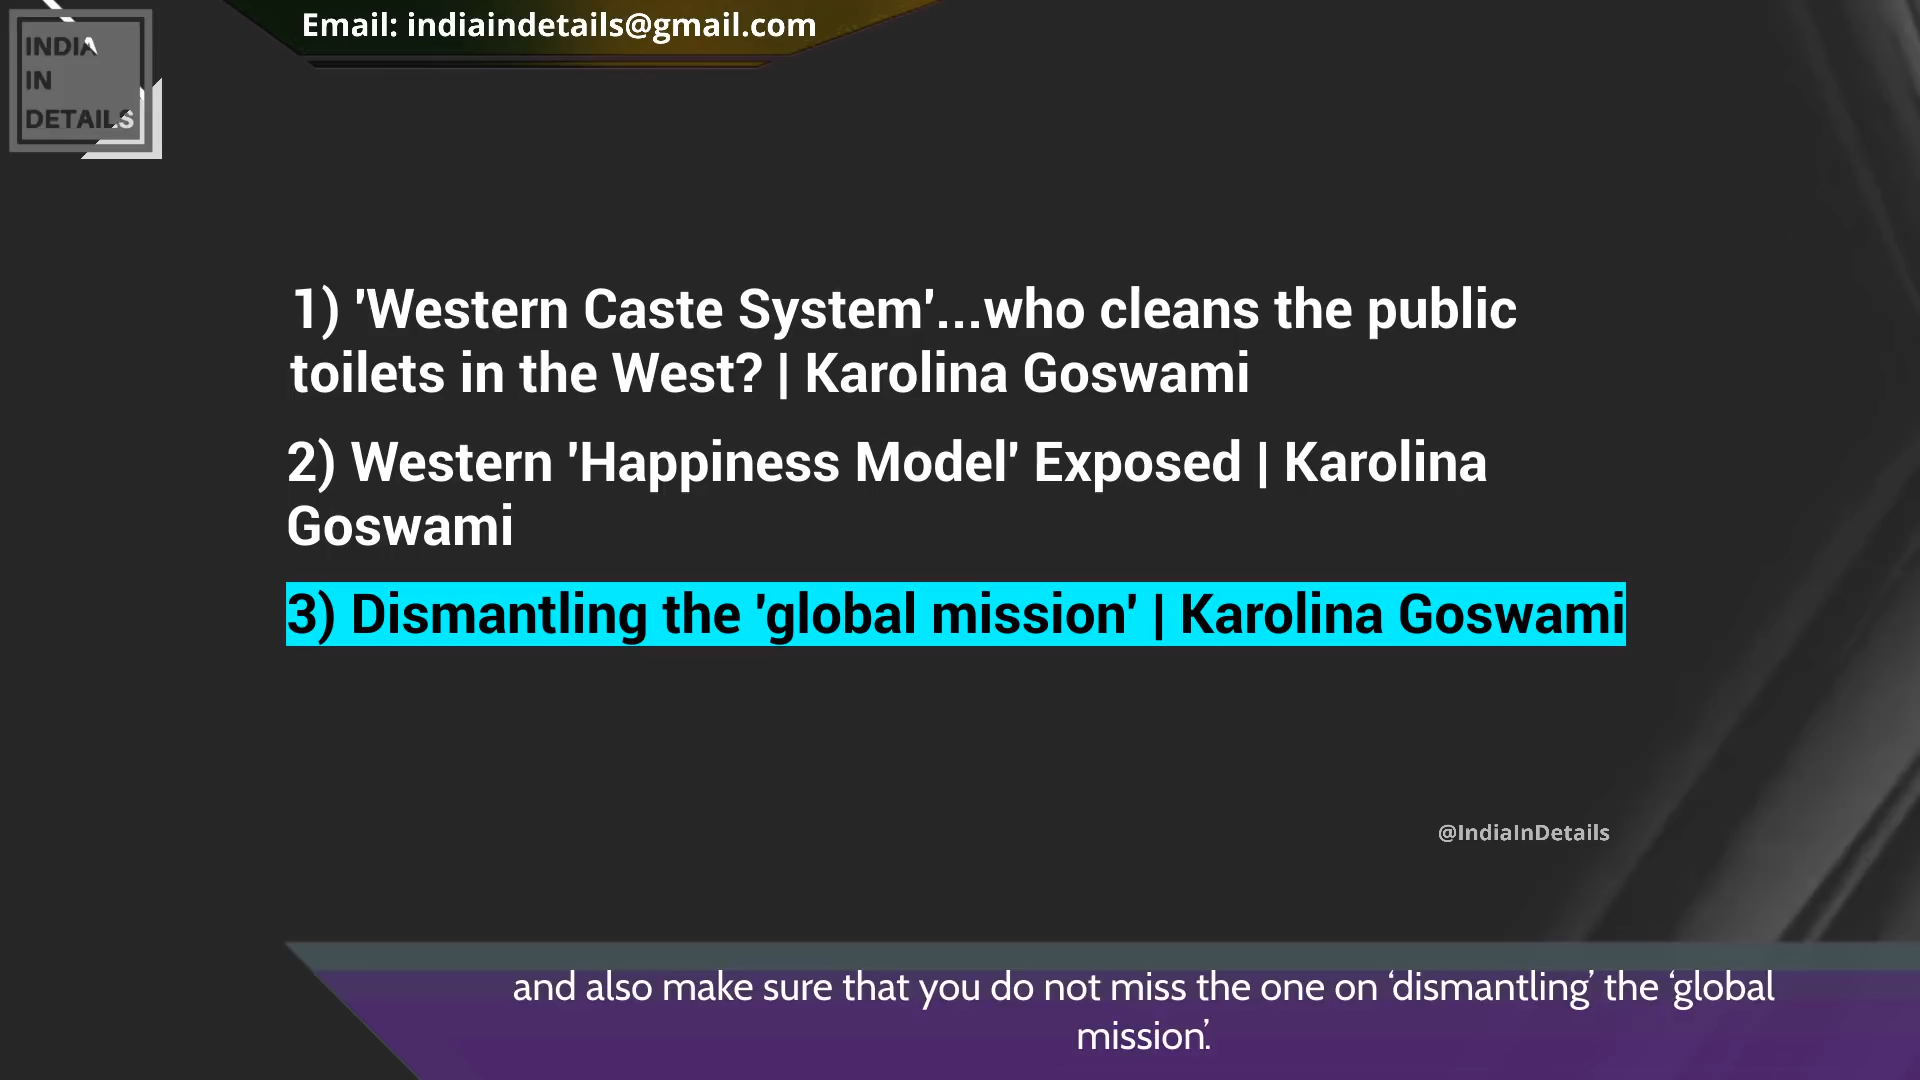 Email: indiaindetails@gmail.com
INDIA
IN
DETAILS
1) 'Western Caste System'...who cleans the public
toilets in the West? | Karolina Goswami
2) Western 'Happiness Model' Exposed | Karolina
Goswami
3) Dismantling the 'global mission' | Karolina Goswami
@IndiaInDetails
and also make sure that you do not miss the one on ‘dismantling’ the ‘global
mission’.